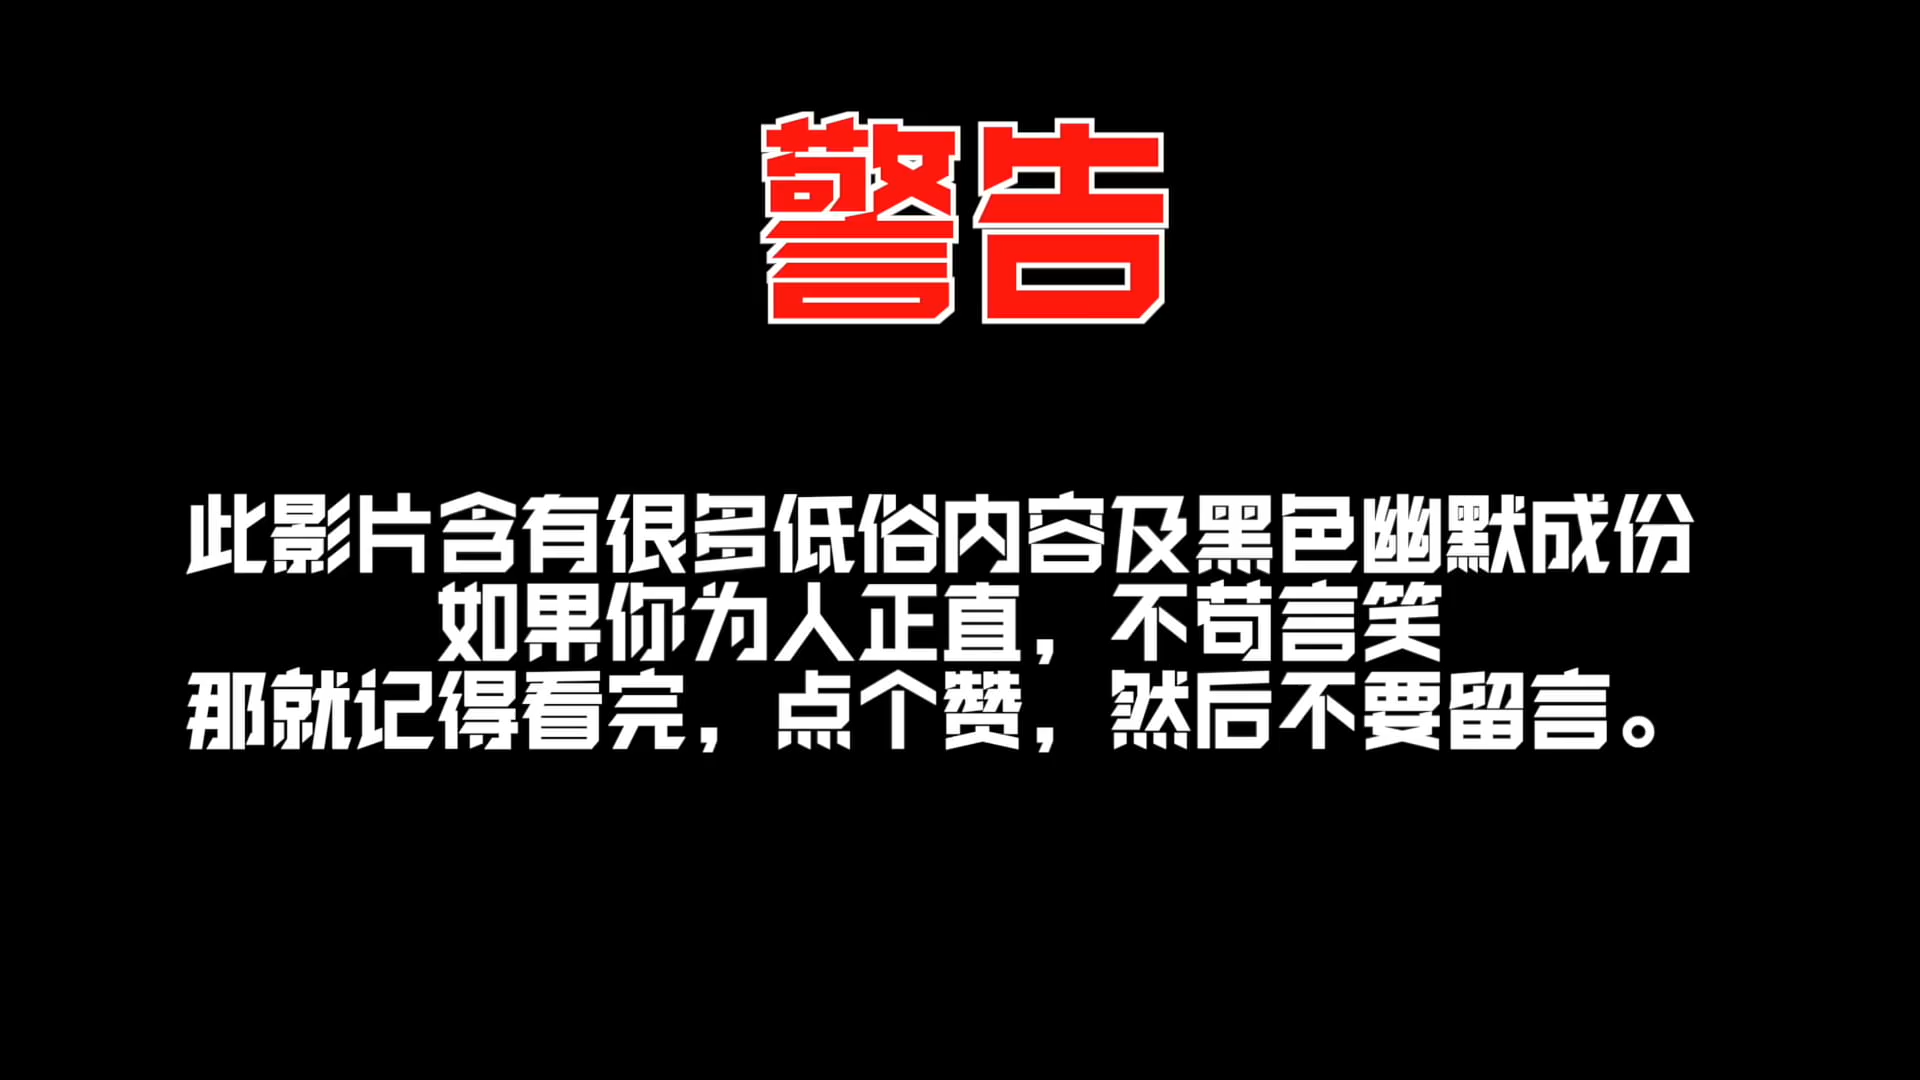 警告
此影片含有很多低俗内容及黑色幽默成份
如果你为人正直，不苟言笑
那就记得看完，点个赞，然后不要留言。